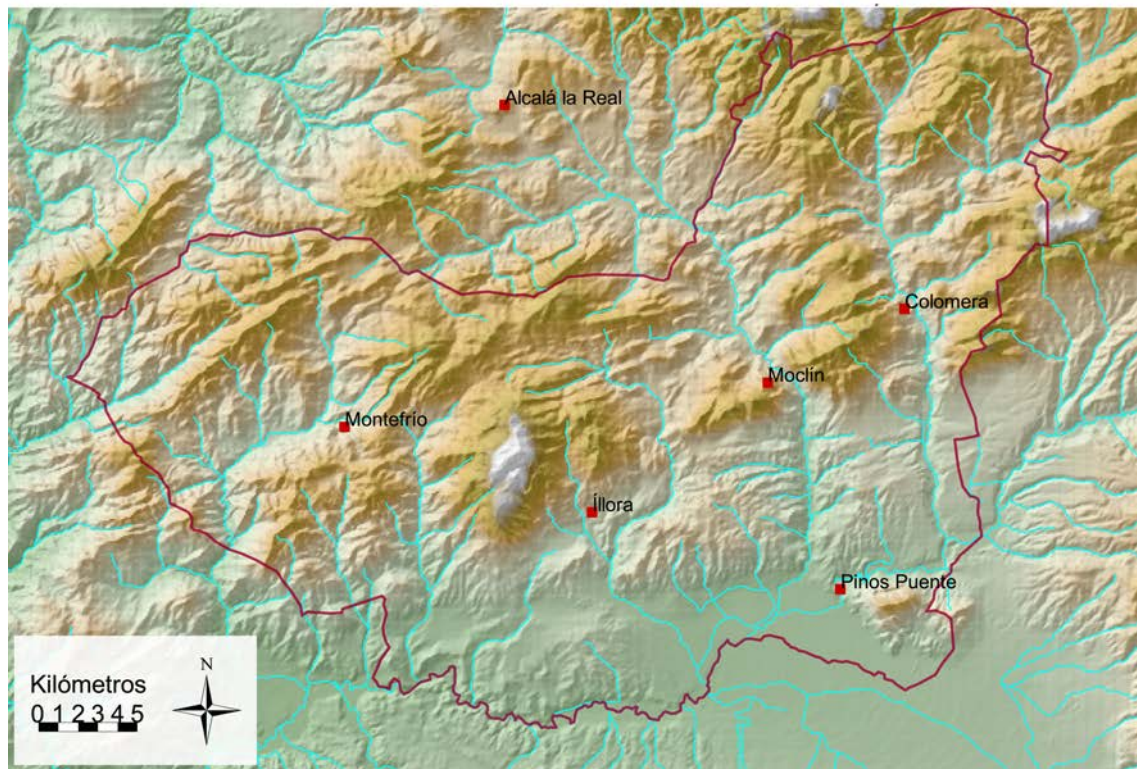 Alcalá la Real
Colomera
Moclín
Montefrío
Íllora
Pinos Puente
N
Kilómetros
0 1 2 3 4 5